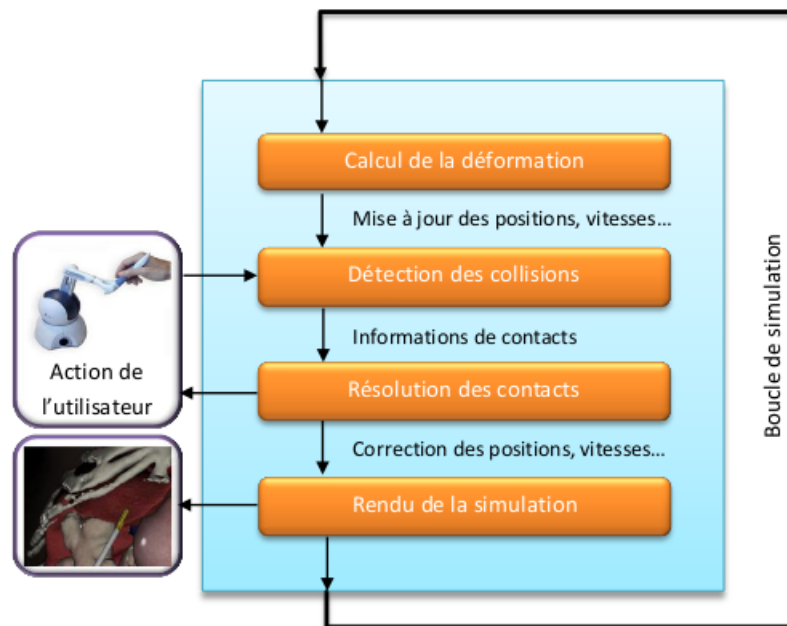 Calcul de la déformation
Mise à jour des positions, vitesses…
Détection des collisions
Informations de contacts
Action de
l’utilisateur
Résolution des contacts
Correction des positions, vitesses…
Rendu de la simulation
Boucle de simulation